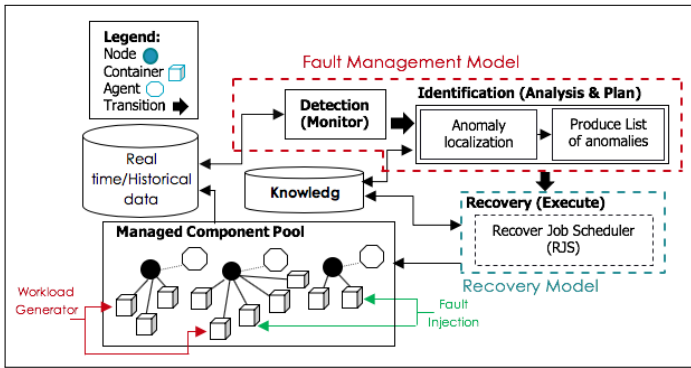 Legend:
Node
Container
Agent
Transition
Fault Management Model
Detection
(Monitor)
Identification (Analysis & Plan)
Anomaly
localization
Produce List
of anomalies
Real
time/Historical
data
Knowledg
Recovery (Execute)
Recover Job Scheduler
(RJS)
Recovery Model
Managed Component Pool
Workload
Generator
Fault
Injection